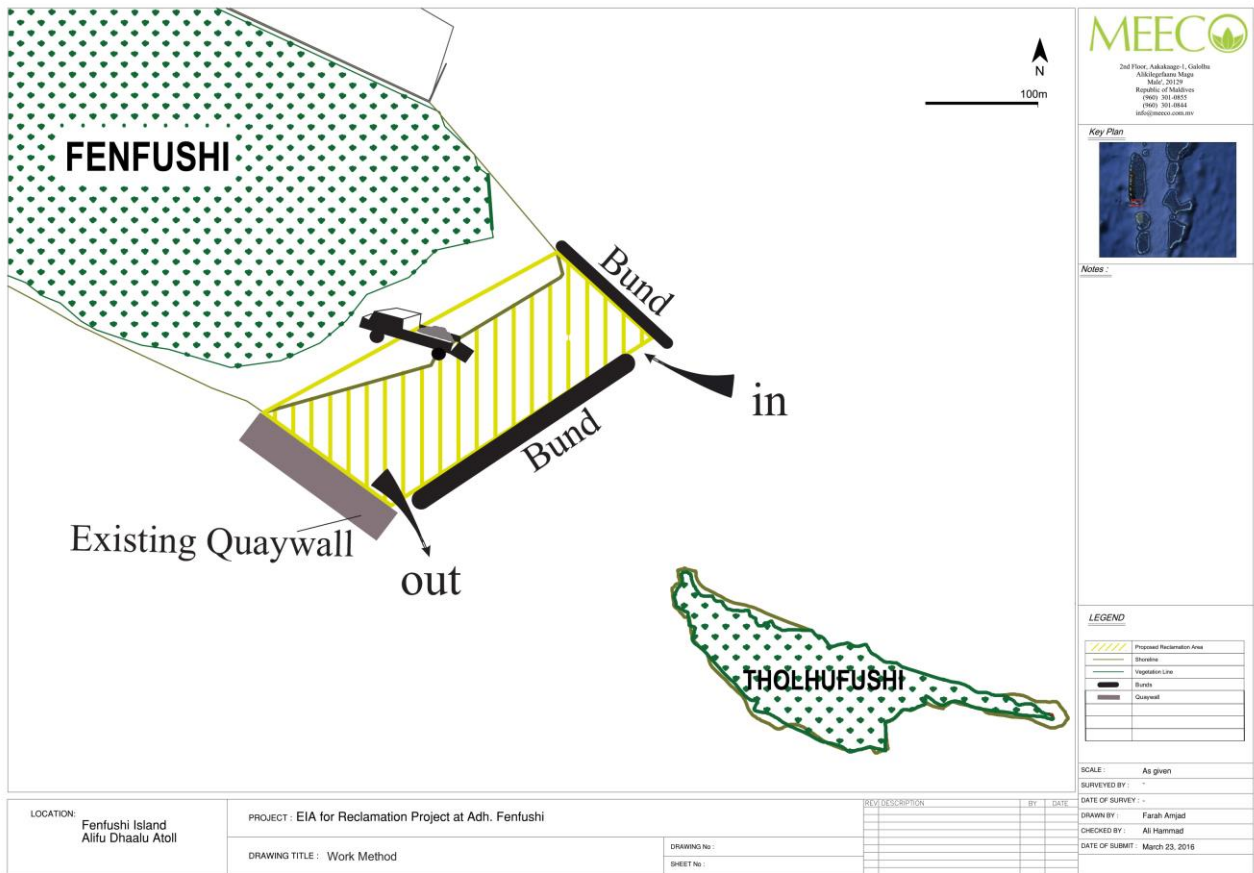 FENFUSHI
Bund
Bund
in
out
Existing Quaywall
THOLHUFUSHI
N
100m
MEECO
2nd Floor, Aakakaage-1, Galolhu
Alikilegefaanu Magu
Male', 20129
Republic of Maldives
(960) 301-0855
(960) 301-0844
info@meeco.com.mv
Key Plan
Notes :
LEGEND
Proposed Reclamation Area
Shoreline
Vegetation Line
Bunds
Quaywall
SCALE : As given
SURVEYED BY : -
DATE OF SURVEY : -
DRAWN BY : Farah Amjad
CHECKED BY : Ali Hammad
DATE OF SUBMIT : March 23, 2016
LOCATION:
Fenfushi Island
Alifu Dhaalu Atoll
PROJECT : EIA for Reclamation Project at Adh. Fenfushi
DRAWING TITLE : Work Method
DRAWING No :
SHEET No :
REV DESCRIPTION BY DATE